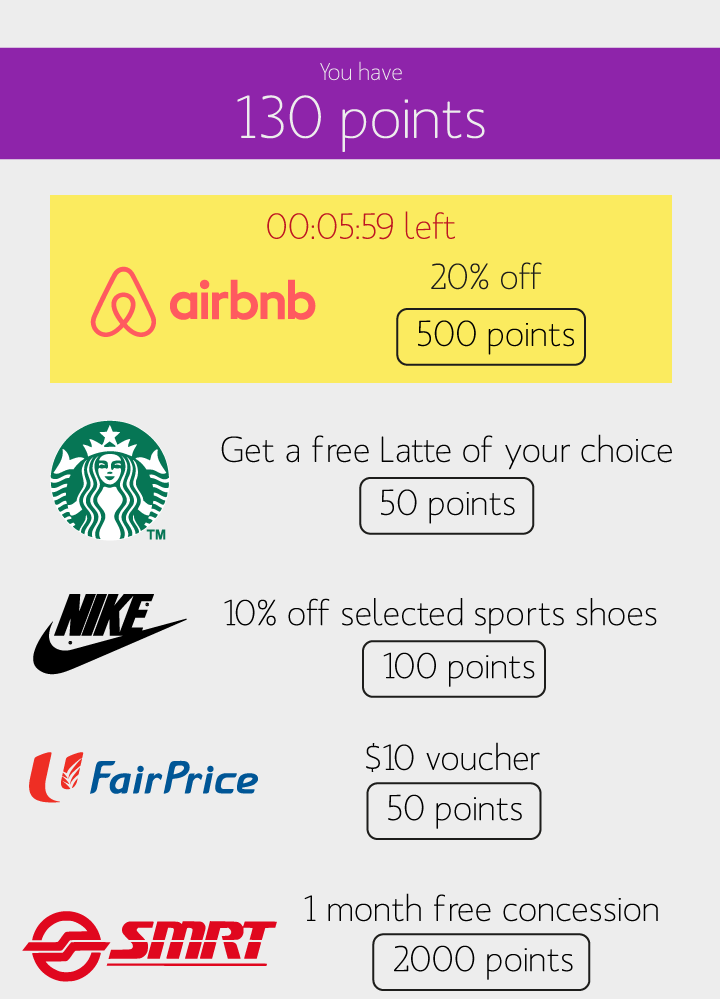 You have
130 points
00:05:59 left
airbnb
20% off
500 points
Get a free Latte of your choice
50 points
TM
NIKE
10% off selected sports shoes
100 points
FairPrice
$10 voucher
50 points
SMRT
1 month free concession
2000 points